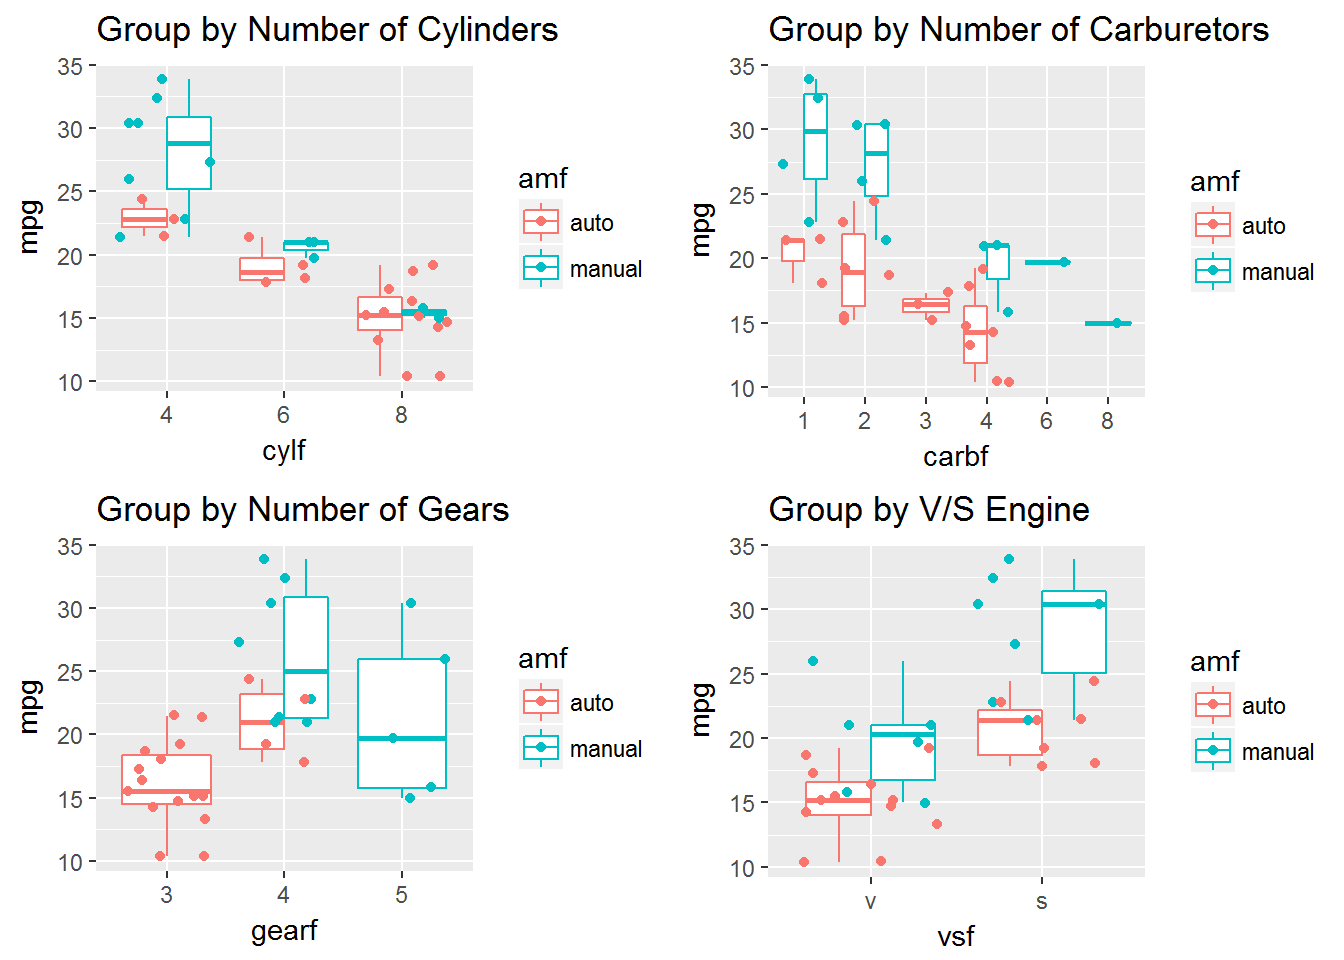 Group by Number of Cylinders
35
30
25
20
15
10
mpg
4 6 8
cylf
amf
auto
manual
Group by Number of Carburetors
35
30
25
20
15
10
mpg
1 2 3 4 6 8
carbf
amf
auto
manual
Group by Number of Gears
35
30
25
20
15
10
mpg
3 4 5
gearf
amf
auto
manual
Group by V/S Engine
35
30
25
20
15
10
mpg
v s
vsf
amf
auto
manual